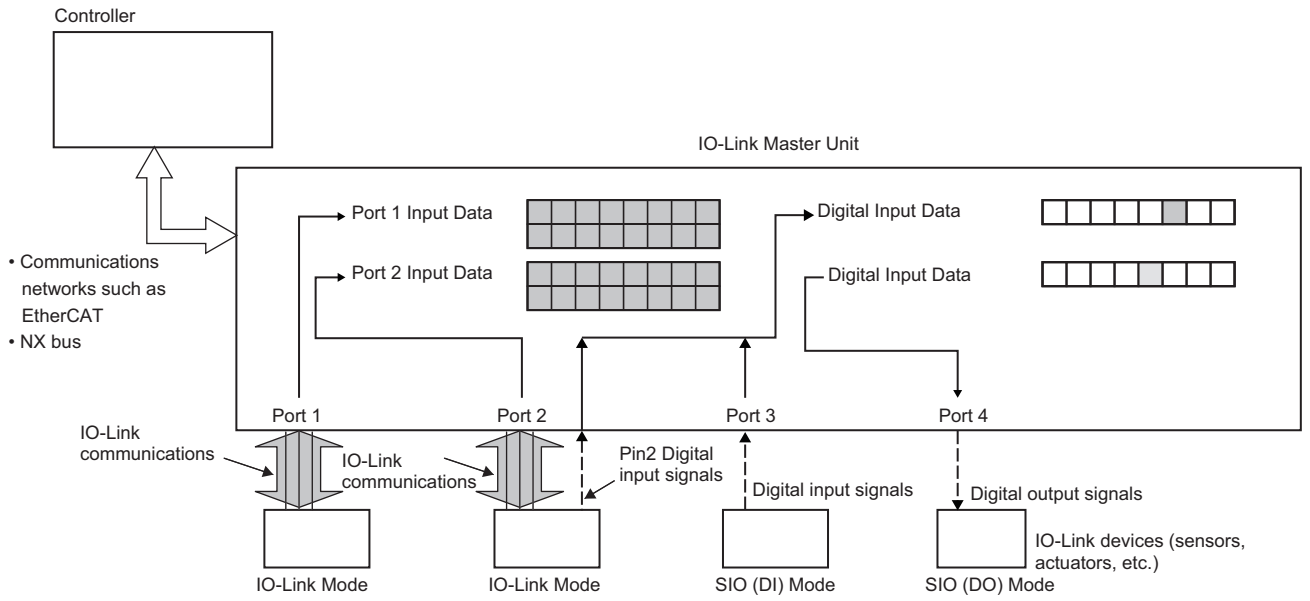 Controller
IO-Link Master Unit
Port 1 Input Data
Digital Input Data
Port 2 Input Data
Digital Input Data
• Communications
networks such as
EtherCAT
• NX bus
Port 1
Port 2
Port 3
Port 4
IO-Link
communications
IO-Link
communications
Pin2 Digital
input signals
Digital input signals
Digital output signals
IO-Link devices (sensors,
actuators, etc.)
IO-Link Mode
IO-Link Mode
SIO (DI) Mode
SIO (DO) Mode